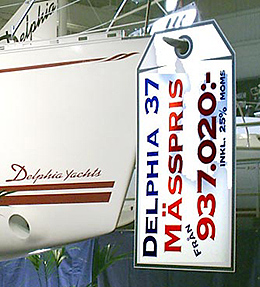 Delphia
Delphia Yachts
DELPHIA 37
MÄSSPRIS
FRÅN 937.020:-
INKL. 25% MOMS